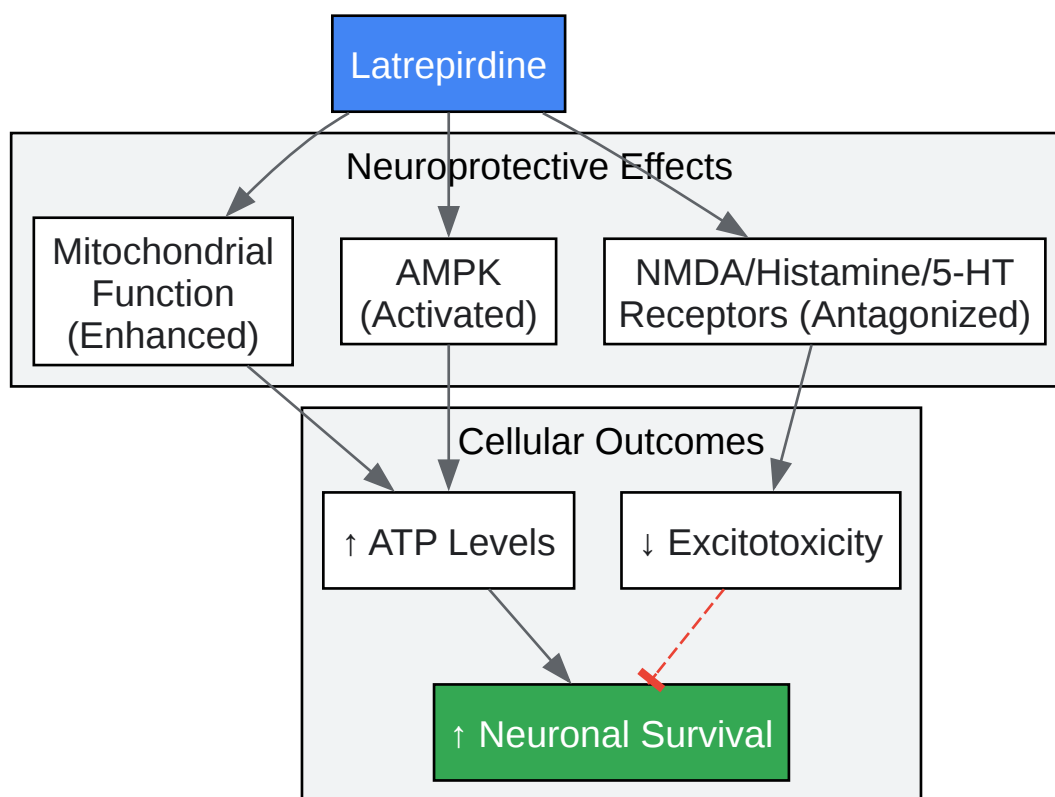 Latrepirdine
Neuroprotective Effects
Mitochondrial
Function
(Enhanced)
AMPK
(Activated)
NMDA/Histamine/5-HT
Receptors (Antagonized)
Cellular Outcomes
↑ ATP Levels
↓ Excitotoxicity
↑ Neuronal Survival